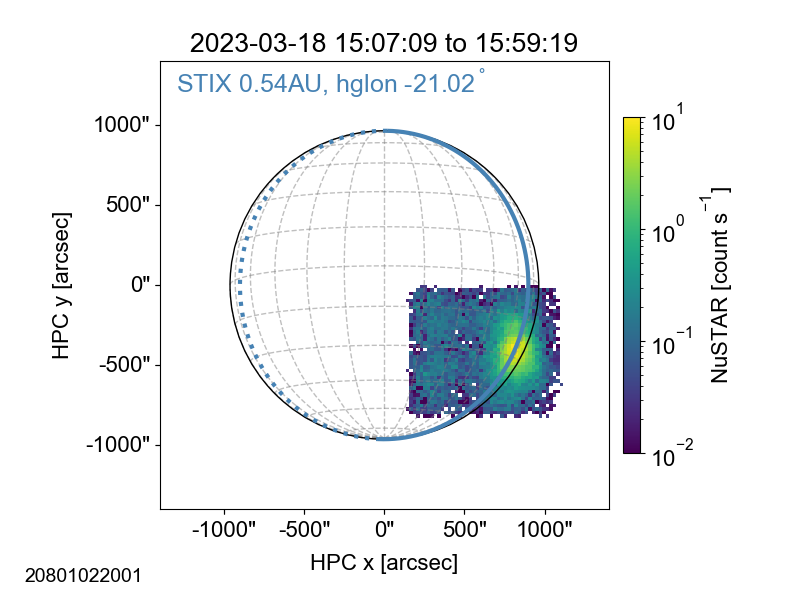 2023-03-18 15:07:09 to 15:59:19
STIX 0.54AU, hglon -21.02°
1000"
500"
0"
-500"
-1000"
HPC y [arcsec]
-1000" -500" 0" 500" 1000"
HPC x [arcsec]
10¹
10⁰
10⁻¹
10⁻²
NuSTAR [count s⁻¹]
20801022001